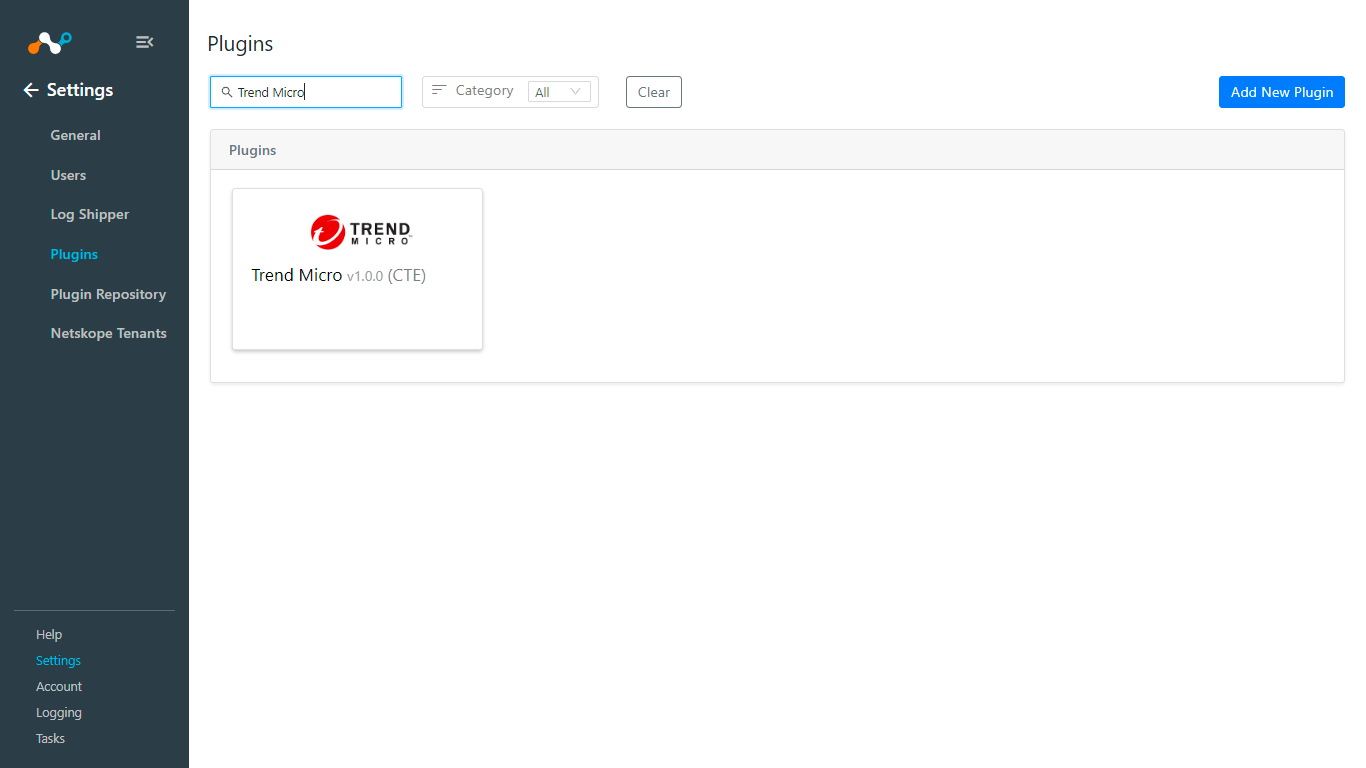 Settings
General
Users
Log Shipper
Plugins
Plugin Repository
Netskope Tenants
Help
Settings
Account
Logging
Tasks
Plugins
Trend Micro
Category
All
Clear
Add New Plugin
Plugins
TREND
MICRO
Trend Micro v1.0.0 (CTE)